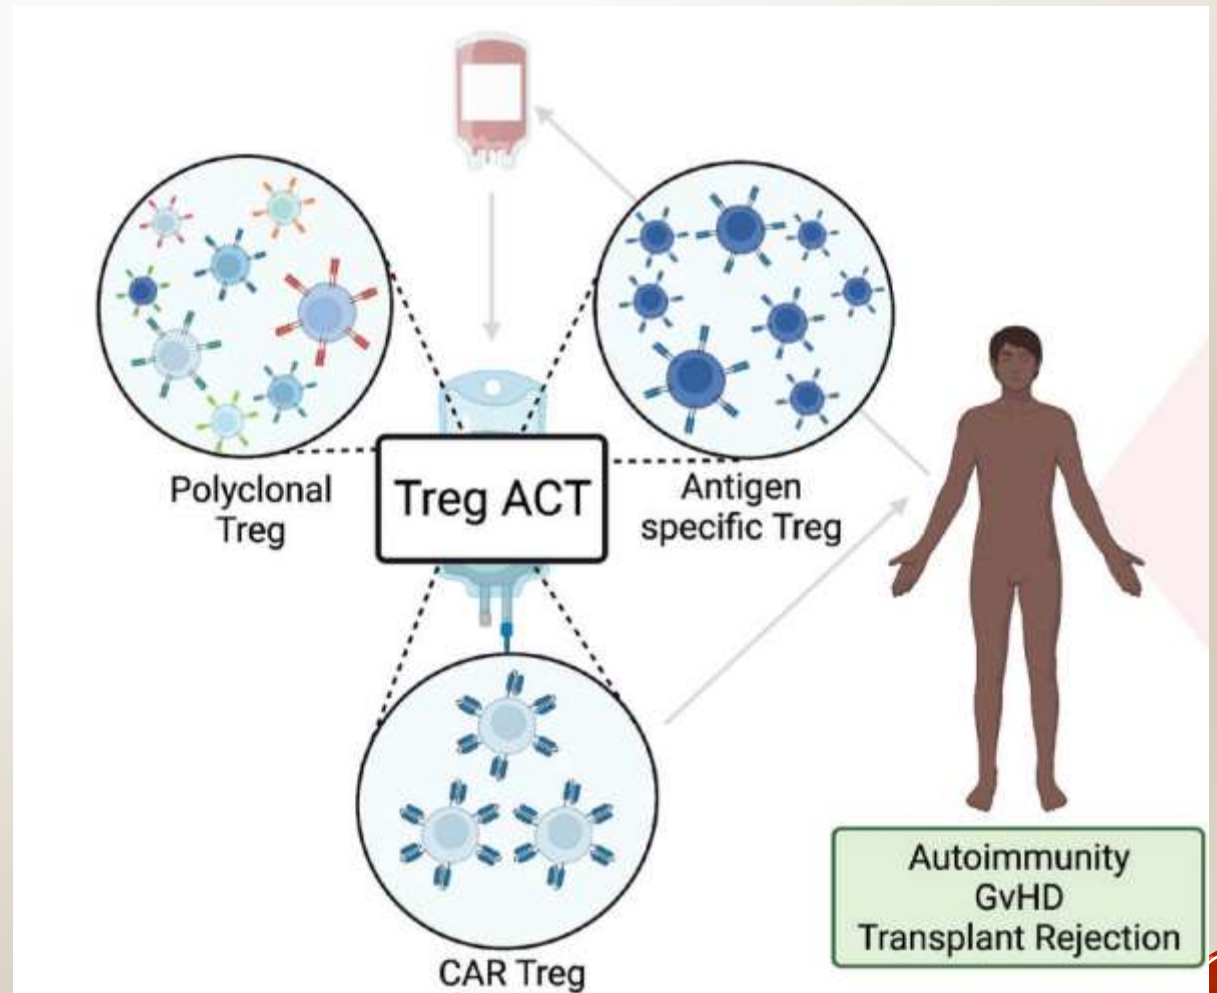 Polyclonal
Treg
Treg ACT
Antigen
specific Treg
CAR Treg
Autoimmunity
GvHD
Transplant Rejection